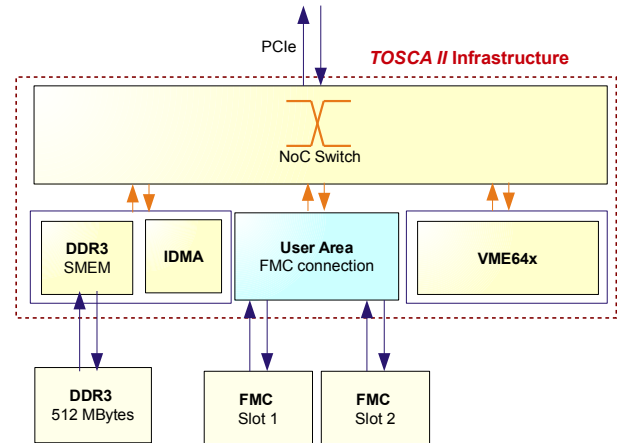 PCIe
TOSCA II Infrastructure
NoC Switch
DDR3
SMEM
IDMA
User Area
FMC connection
VME64x
DDR3
512 MBytes
FMC
Slot 1
FMC
Slot 2